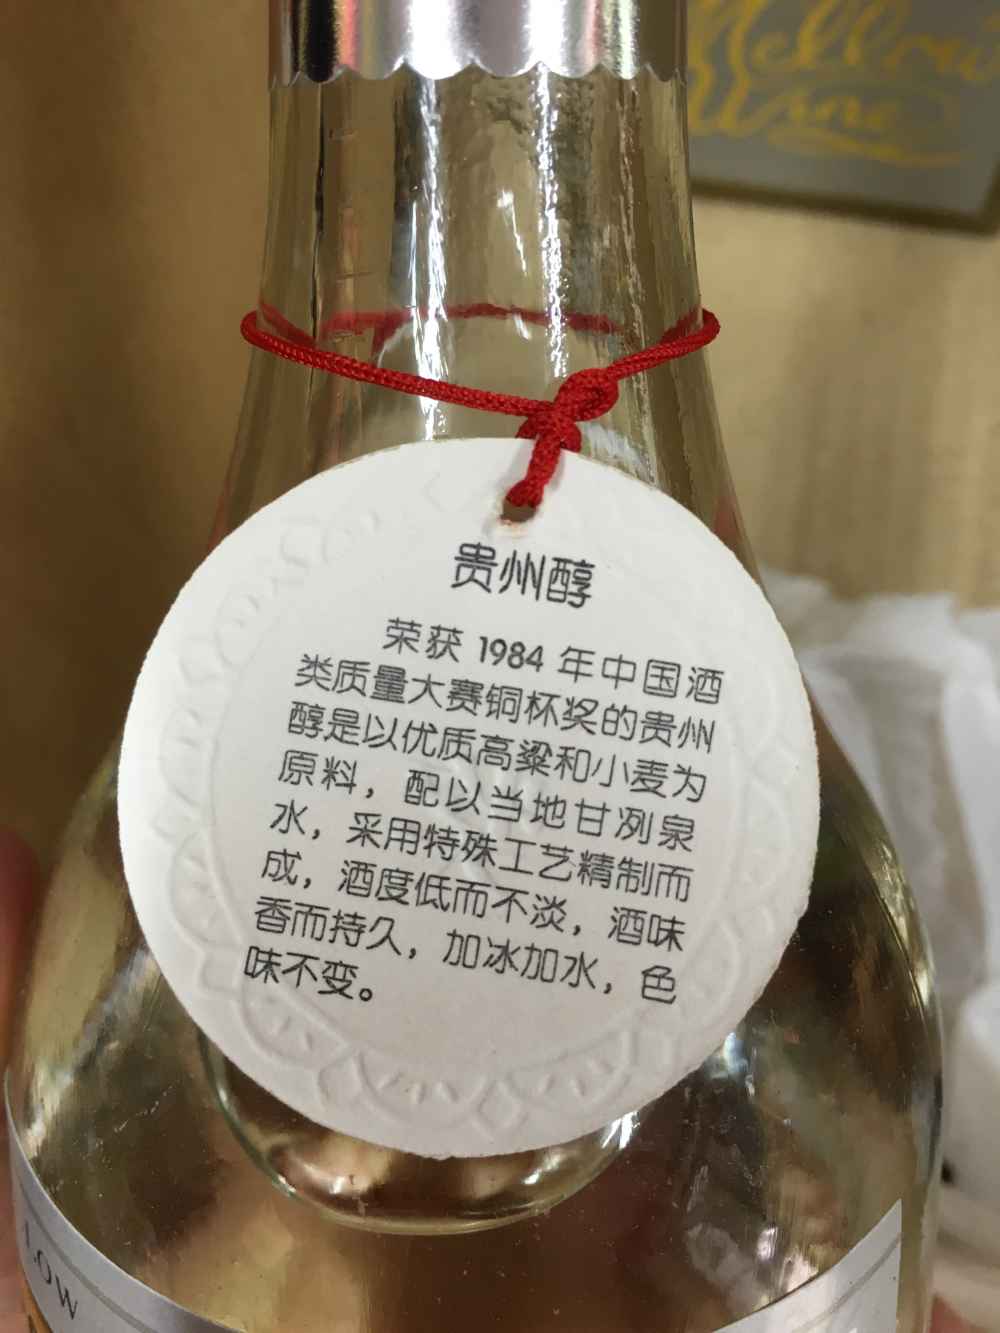 Mellow
Wine
贵州醇
荣获 1984 年中国酒
类质量大赛铜杯奖的贵州
醇是以优质高粱和小麦为
原料，配以当地甘冽泉
水，采用特殊工艺精制而
成，酒度低而不淡，酒味
香而持久，加冰加水，色
味不变。
LOW